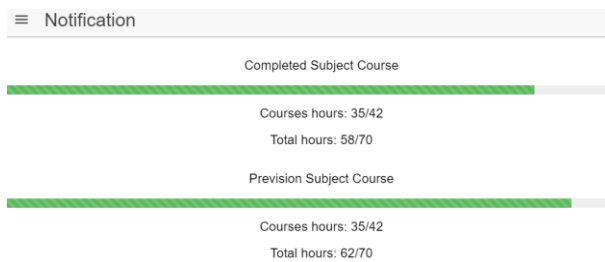 Notification
Completed Subject Course
Courses hours: 35/42
Total hours: 58/70
Prevision Subject Course
Courses hours: 35/42
Total hours: 62/70